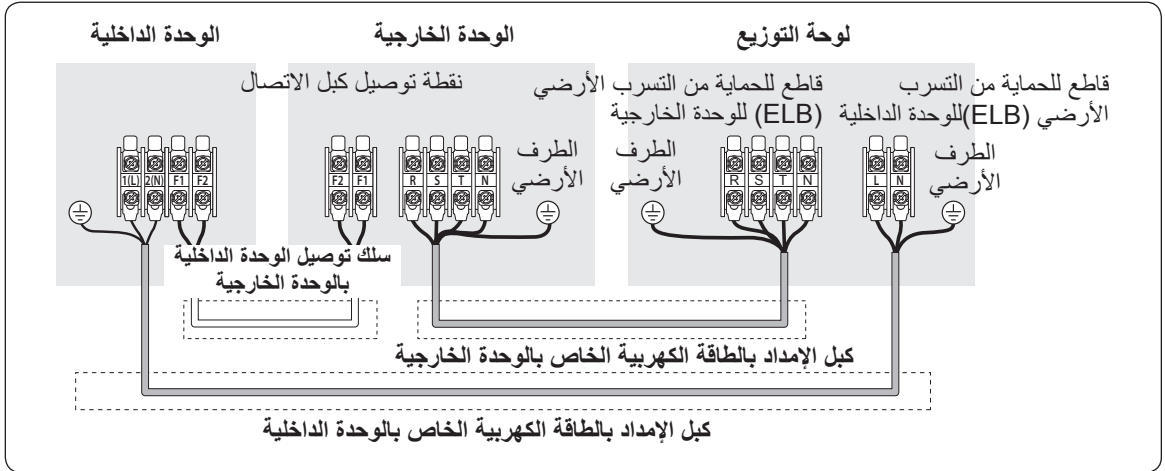 لوحة التوزيع
الوحدة الخارجية
الوحدة الداخلية
قاطع للحماية من التسرب
الأرضي (ELB)للوحدة الداخلية
قاطع للحماية من التسرب الأرضي
(ELB) للوحدة الخارجية
نقطة توصيل كبل الاتصال
الطرف
الأرضي
الطرف
الأرضي
الطرف
الأرضي
1(L) 2(N) F1 F2
F2 F1
R S T N
R S T N
L N
سلك توصيل الوحدة الداخلية
بالوحدة الخارجية
كبل الإمداد بالطاقة الكهربية الخاص بالوحدة الخارجية
كبل الإمداد بالطاقة الكهربية الخاص بالوحدة الداخلية